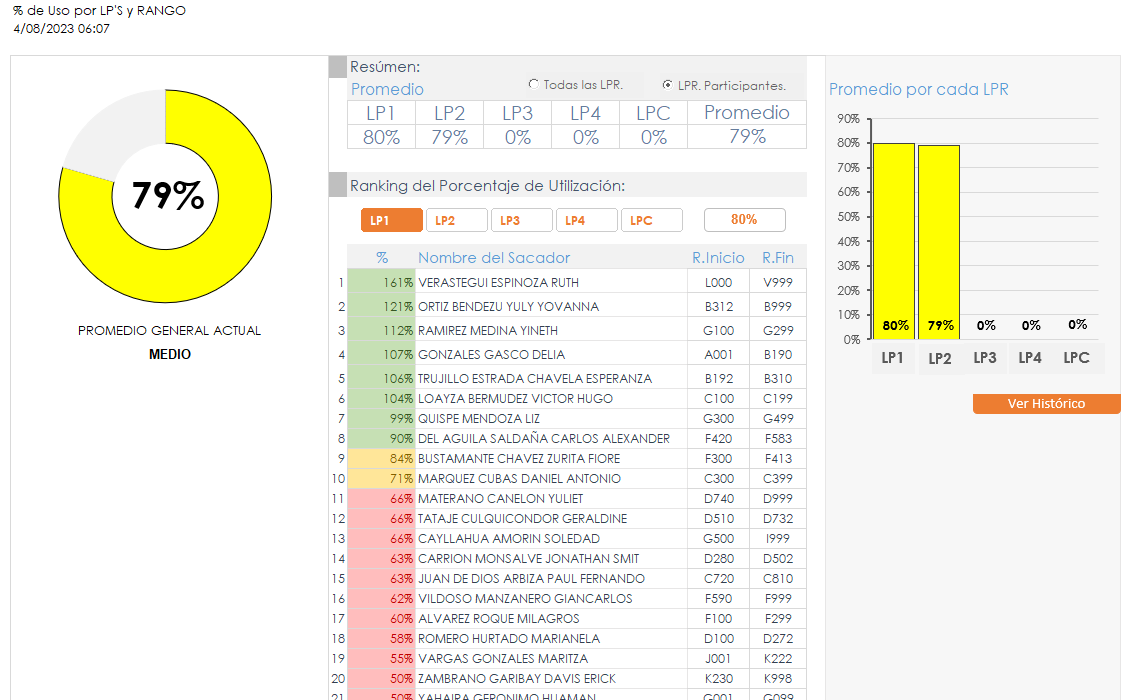 % de Uso por LP'S y RANGO
4/08/2023 06:07
79%
PROMEDIO GENERAL ACTUAL
MEDIO
Resúmen:
Promedio
Todas las LPR. LPR. Participantes.
LP1 LP2 LP3 LP4 LPC Promedio
80% 79% 0% 0% 0% 79%
Ranking del Porcentaje de Utilización:
LP1 LP2 LP3 LP4 LPC 80%
% Nombre del Sacador R.Inicio R.Fin
1 161% VERASTEGUI ESPINOZA RUTH L000 V999
2 121% ORTIZ BENDEZU YULY YOVANNA B312 B999
3 112% RAMIREZ MEDINA YINETH G100 G299
4 107% GONZALES GASCO DELIA A001 B190
5 106% TRUJILLO ESTRADA CHAVELA ESPERANZA B192 B310
6 104% LOAYZA BERMUDEZ VICTOR HUGO C100 C199
7 99% QUISPE MENDOZA LIZ G300 G499
8 90% DEL AGUILA SALDAÑA CARLOS ALEXANDER F420 F583
9 84% BUSTAMANTE CHAVEZ ZURITA FIORE F300 F413
10 71% MARQUEZ CUBAS DANIEL ANTONIO C300 C399
11 66% MATERANO CANELON YULIET D740 D999
12 66% TATAJE CULQUICONDOR GERALDINE D510 D732
13 66% CAYLLAHUA AMORIN SOLEDAD G500 I999
14 63% CARRION MONSALVE JONATHAN SMIT D280 D502
15 63% JUAN DE DIOS ARBIZA PAUL FERNANDO C720 C810
16 62% VILDOSO MANZANERO GIANCARLOS F590 F999
17 60% ALVAREZ ROQUE MILAGROS F100 F299
18 58% ROMERO HURTADO MARIANELA D100 D272
19 55% VARGAS GONZALES MARITZA J001 K222
20 50% ZAMBRANO GARIBAY DAVIS ERICK K230 K998
21 50% YAHAIRA GERONIMO HUAMAN G001 G099
Promedio por cada LPR
90%
80%
70%
60%
50%
40%
30%
20%
10%
0%
80% 79% 0% 0% 0%
LP1 LP2 LP3 LP4 LPC
Ver Histórico